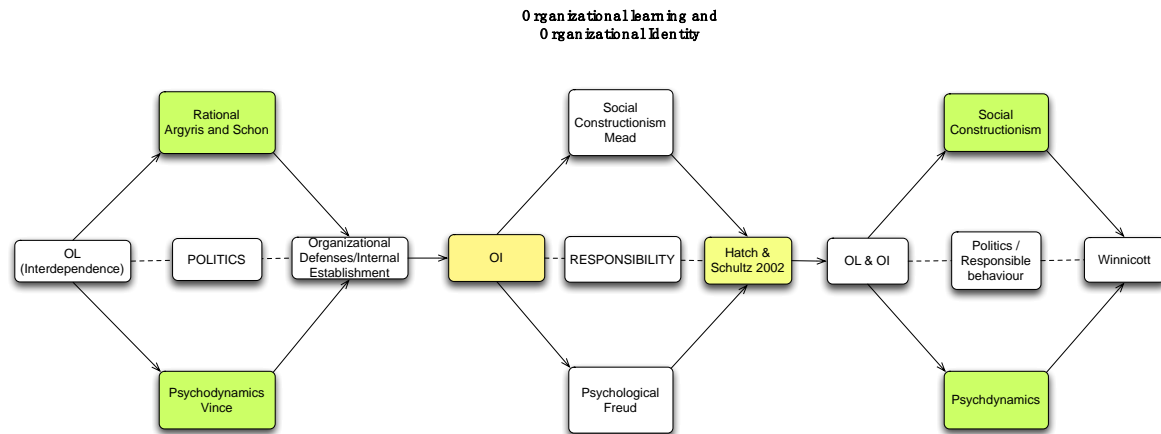 Organizational learning and
Organizational Identity
Rational
Argyris and Schon
Social
Constructionism
Mead
Social
Constructionism
OL
(Interdependence)
POLITICS
Organizational
Defenses/Internal
Establishment
OI
RESPONSIBILITY
Hatch &
Schultz 2002
OL & OI
Politics /
Responsible
behaviour
Winnicott
Psychodynamics
Vince
Psychological
Freud
Psychdynamics